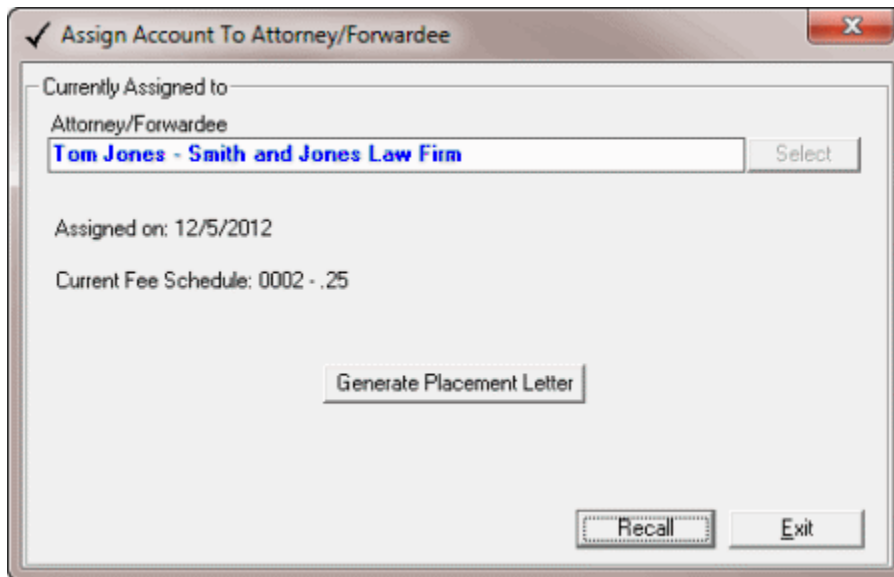 Assign Account To Attorney/Forwardee
Currently Assigned to
Attorney/Forwardee
Tom Jones - Smith and Jones Law Firm
Select
Assigned on: 12/5/2012
Current Fee Schedule: 0002 - .25
Generate Placement Letter
Recall Exit